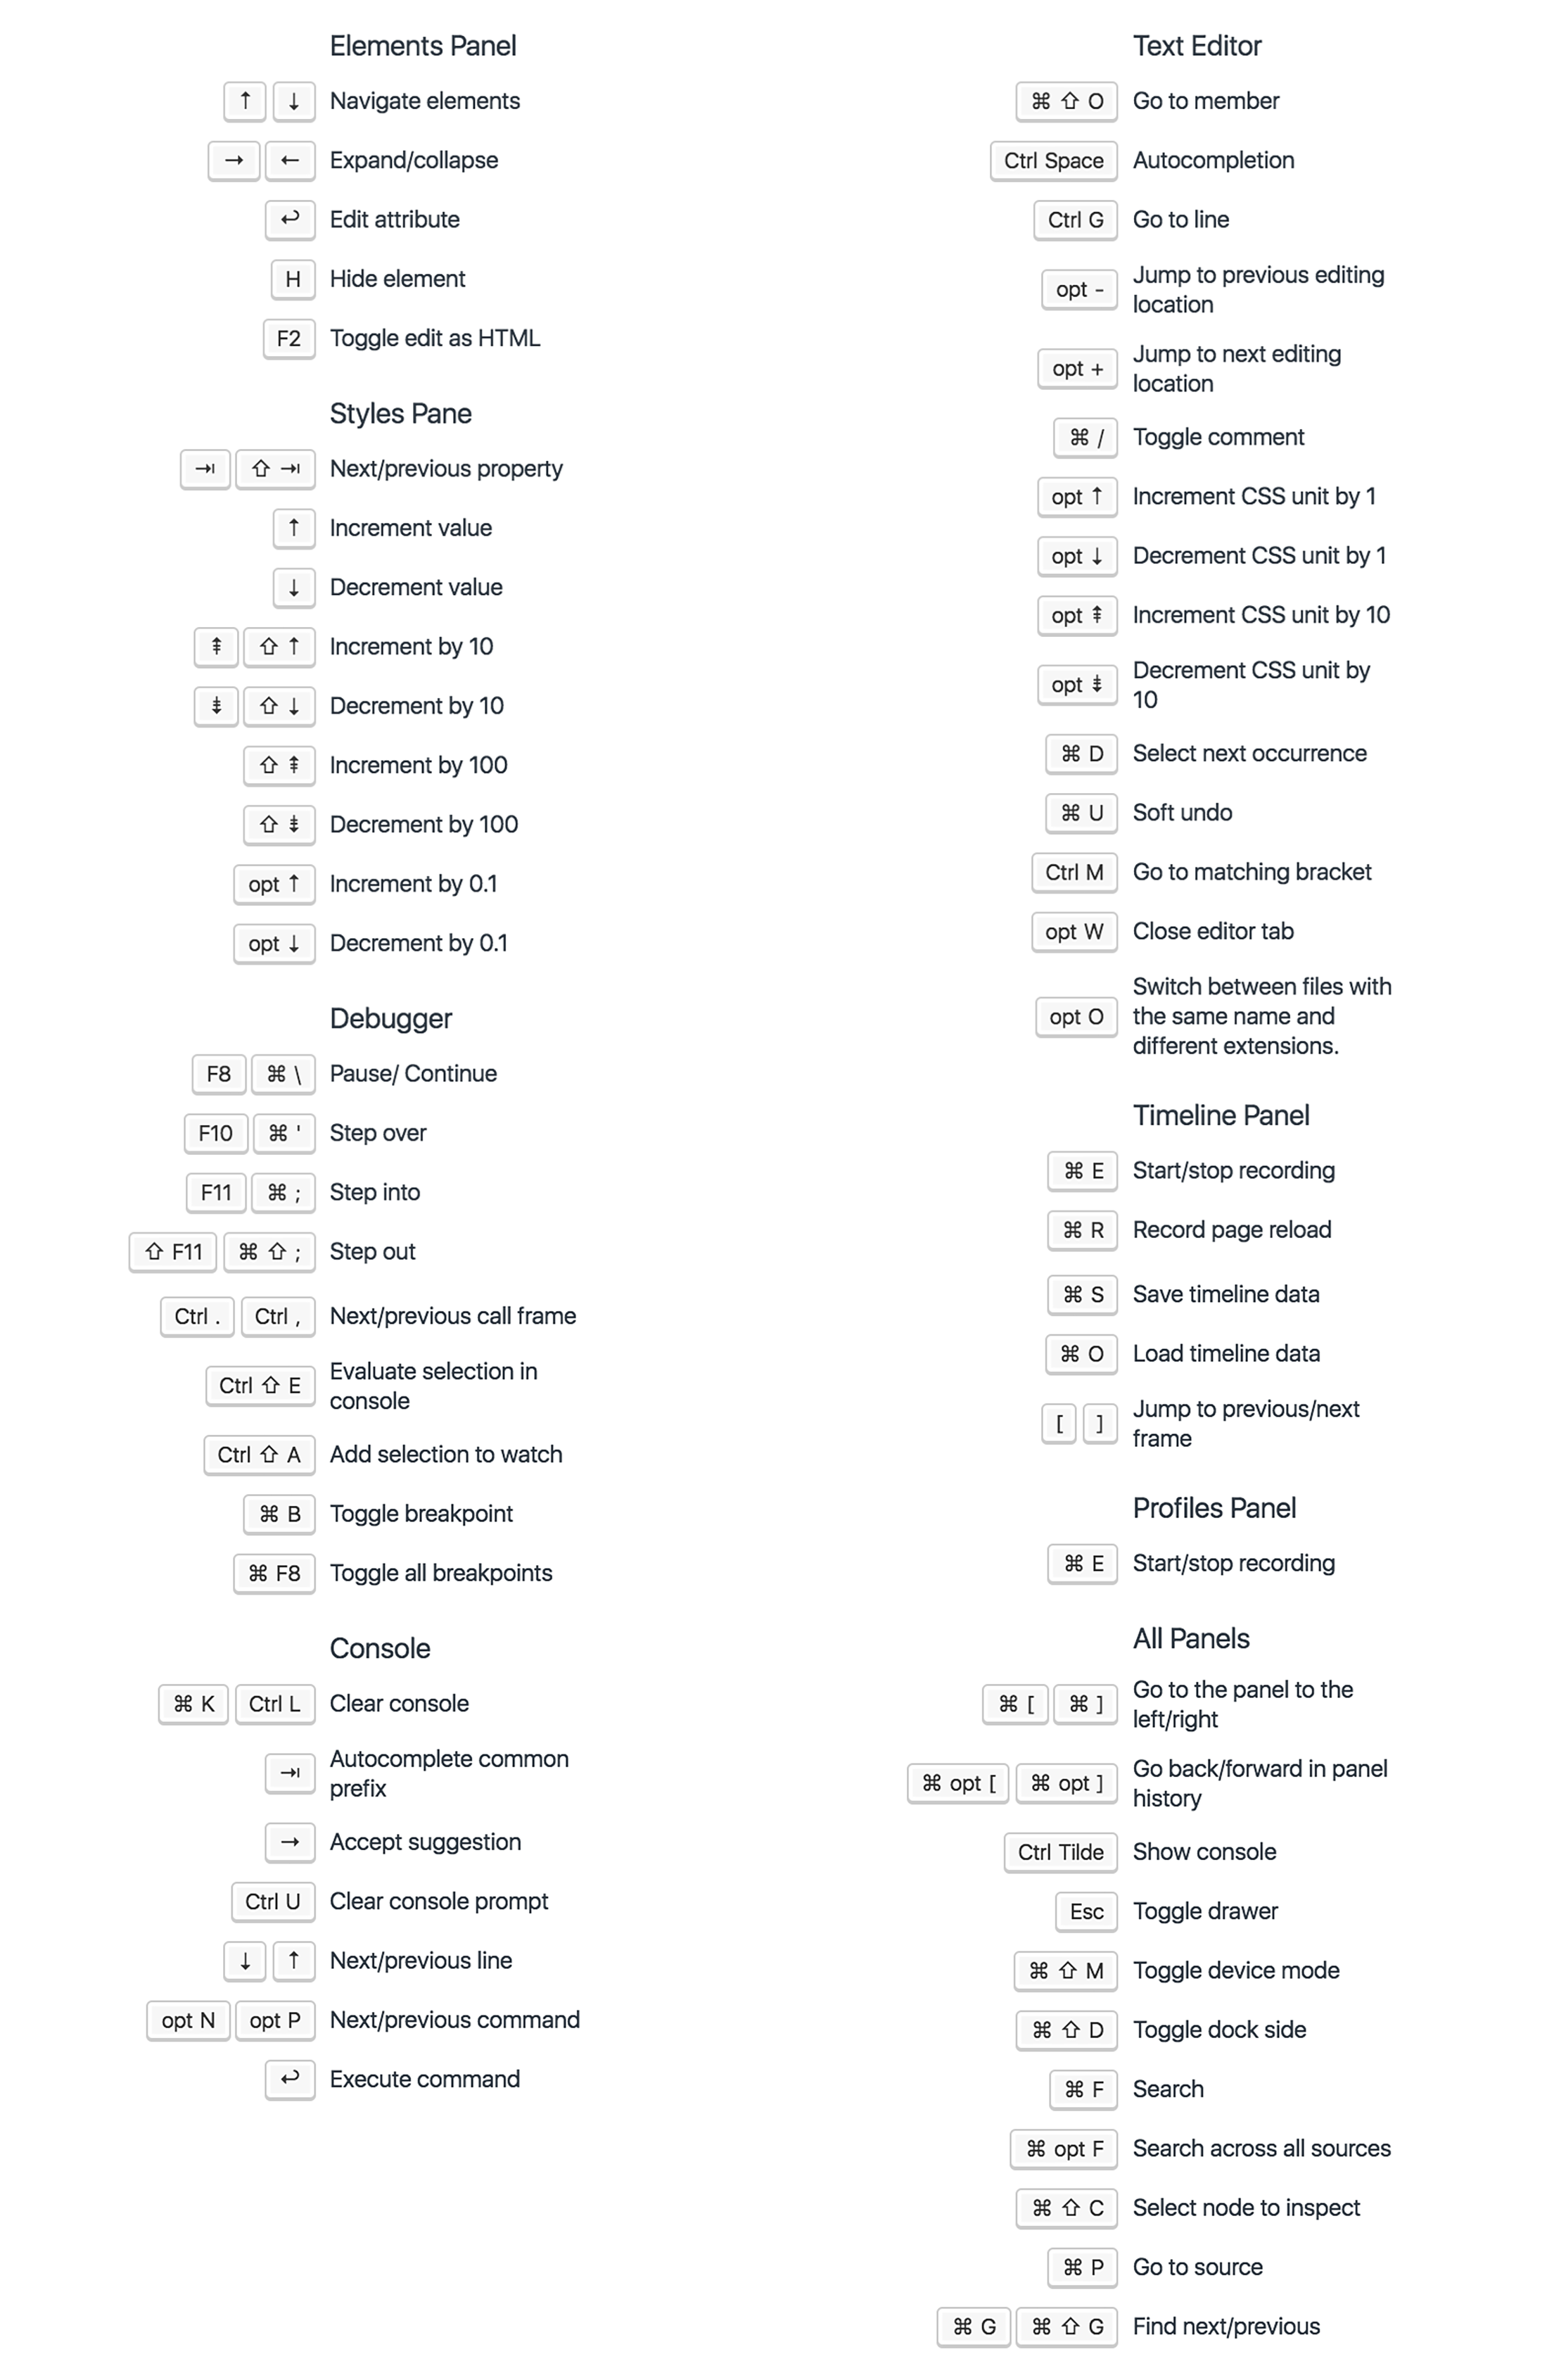 Elements Panel
↑ ↓ Navigate elements
→ ← Expand/collapse
↩ Edit attribute
H Hide element
F2 Toggle edit as HTML
Styles Pane
⇥ ⇧ ⇥ Next/previous property
↑ Increment value
↓ Decrement value
⇞ ⇧ ↑ Increment by 10
⇟ ⇧ ↓ Decrement by 10
⇧ ⇞ Increment by 100
⇧ ⇟ Decrement by 100
opt ↑ Increment by 0.1
opt ↓ Decrement by 0.1
Debugger
F8 ⌘ \ Pause/ Continue
F10 ⌘ ' Step over
F11 ⌘ ; Step into
⇧ F11 ⌘ ⇧ ; Step out
Ctrl . Ctrl , Next/previous call frame
Ctrl ⇧ E Evaluate selection in
console
Ctrl ⇧ A Add selection to watch
⌘ B Toggle breakpoint
⌘ F8 Toggle all breakpoints
Console
⌘ K Ctrl L Clear console
⇥ Autocomplete common
prefix
→ Accept suggestion
Ctrl U Clear console prompt
↓ ↑ Next/previous line
opt N opt P Next/previous command
↩ Execute command
Text Editor
⌘ ⇧ O Go to member
Ctrl Space Autocompletion
Ctrl G Go to line
opt - Jump to previous editing
location
opt + Jump to next editing
location
⌘ / Toggle comment
opt ↑ Increment CSS unit by 1
opt ↓ Decrement CSS unit by 1
opt ⇞ Increment CSS unit by 10
opt ⇟ Decrement CSS unit by
10
⌘ D Select next occurrence
⌘ U Soft undo
Ctrl M Go to matching bracket
opt W Close editor tab
opt O Switch between files with
the same name and
different extensions.
Timeline Panel
⌘ E Start/stop recording
⌘ R Record page reload
⌘ S Save timeline data
⌘ O Load timeline data
[ ] Jump to previous/next
frame
Profiles Panel
⌘ E Start/stop recording
All Panels
⌘ [ ⌘ ] Go to the panel to the
left/right
⌘ opt [ ⌘ opt ] Go back/forward in panel
history
Ctrl Tilde Show console
Esc Toggle drawer
⌘ ⇧ M Toggle device mode
⌘ ⇧ D Toggle dock side
⌘ F Search
⌘ opt F Search across all sources
⌘ ⇧ C Select node to inspect
⌘ P Go to source
⌘ G ⌘ ⇧ G Find next/previous